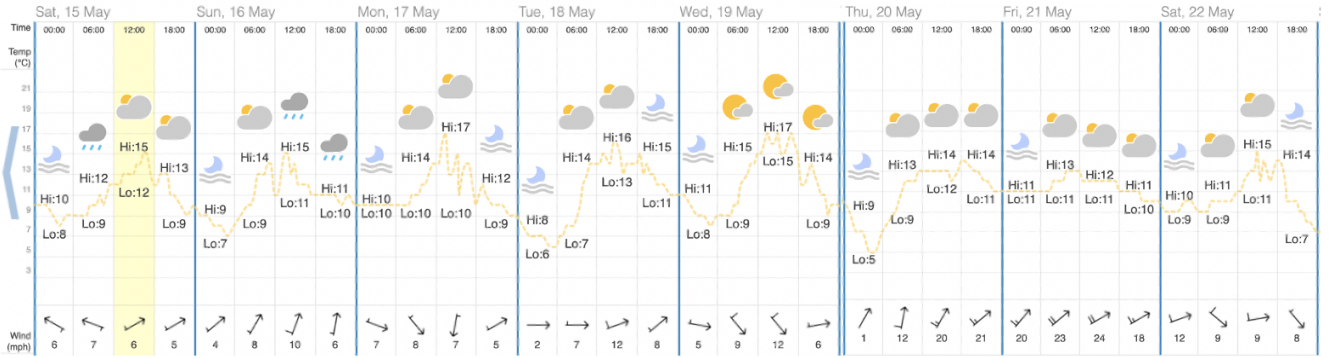 Sat, 15 May Sun, 16 May Mon, 17 May Tue, 18 May Wed, 19 May Thu, 20 May Fri, 21 May Sat, 22 May
Time 00:00 06:00 12:00 18:00 00:00 06:00 12:00 18:00 00:00 06:00 12:00 18:00 00:00 06:00 12:00 18:00 00:00 06:00 12:00 18:00 00:00 06:00 12:00 18:00 00:00 06:00 12:00 18:00 00:00 06:00 12:00 18:00
Temp
(°C)
21
19
17
15
13
11
9
7
5
3
Hi:10 Hi:12 Hi:15 Hi:13 Hi:9 Hi:14 Hi:15 Hi:11 Hi:10 Hi:14 Hi:17 Hi:12 Hi:8 Hi:14 Hi:16 Hi:15 Hi:11 Hi:17 Hi:14 Hi:9 Hi:13 Hi:14 Hi:14 Hi:11 Hi:13 Hi:12 Hi:11 Hi:10 Hi:11 Hi:15 Hi:14
Lo:8 Lo:9 Lo:12 Lo:9 Lo:7 Lo:9 Lo:11 Lo:10 Lo:10 Lo:10 Lo:10 Lo:9 Lo:6 Lo:7 Lo:13 Lo:11 Lo:8 Lo:9 Lo:15 Lo:9 Lo:5 Lo:9 Lo:12 Lo:11 Lo:11 Lo:11 Lo:11 Lo:10 Lo:9 Lo:9 Lo:11 Lo:7
Wind
(mph) 6 7 6 5 4 8 10 6 7 8 7 5 2 7 12 8 5 9 12 6 1 12 20 21 20 23 24 18 12 9 9 8